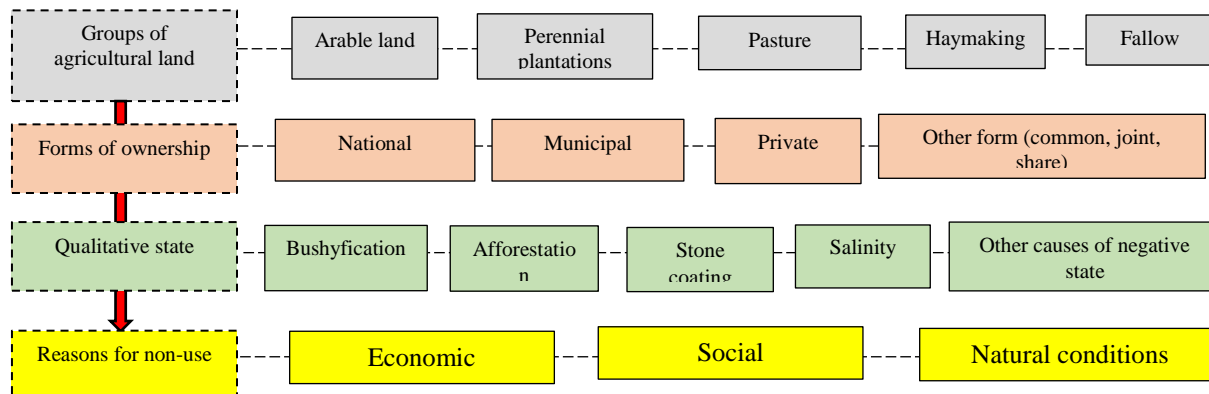 Groups of
agricultural land
Arable land
Perennial
plantations
Pasture
Haymaking
Fallow
Forms of ownership
National
Municipal
Private
Other form (common, joint,
share)
Qualitative state
Bushyfication
Afforestatio
n
Stone
coating
Salinity
Other causes of negative
state
Reasons for non-use
Economic
Social
Natural conditions